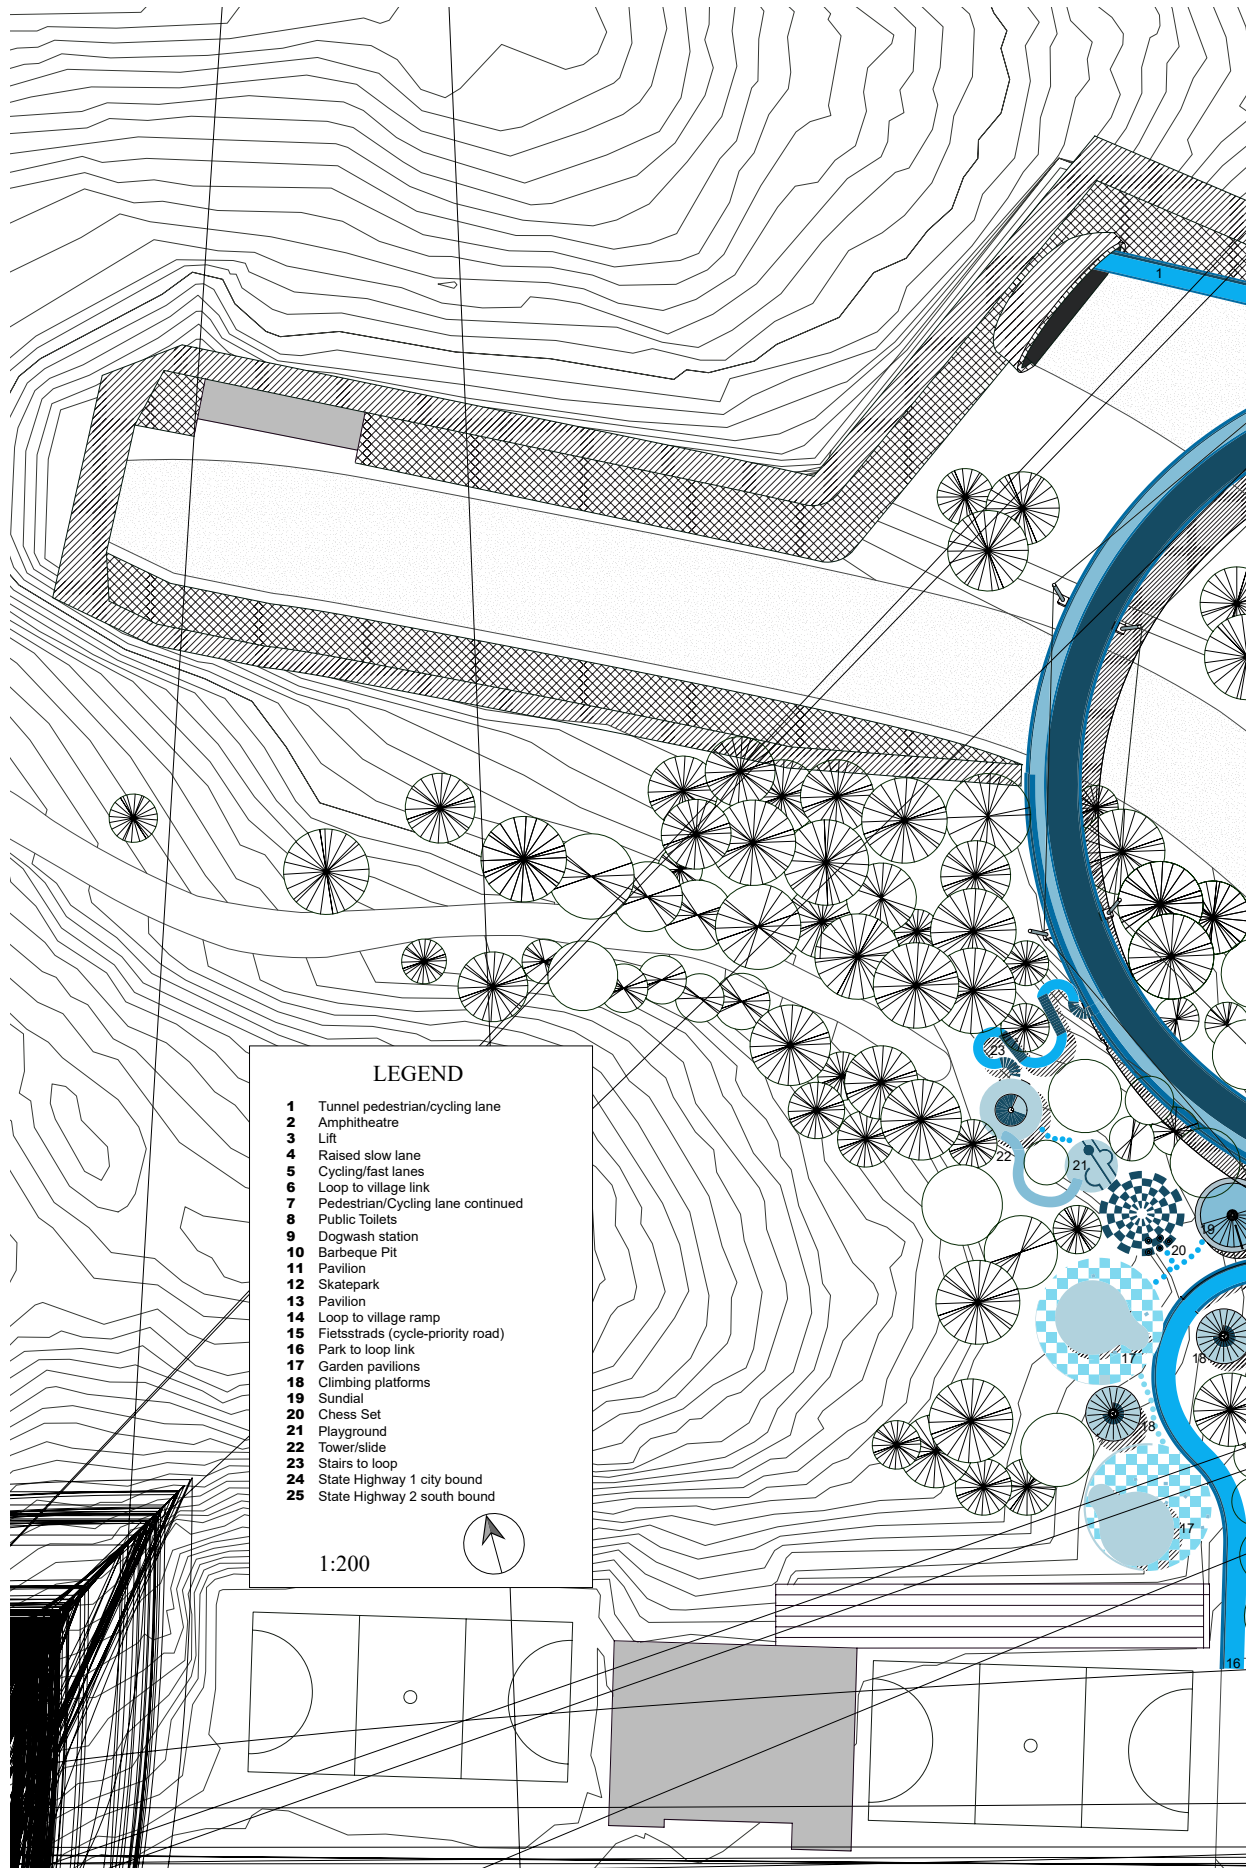 1
LEGEND
1 Tunnel pedestrian/cycling lane
2 Amphitheatre
3 Lift
4 Raised slow lane
5 Cycling/fast lanes
6 Loop to village link
7 Pedestrian/Cycling lane continued
8 Public Toilets
9 Dogwash station
10 Barbeque Pit
11 Pavilion
12 Skatepark
13 Pavilion
14 Loop to village ramp
15 Fietsstrads (cycle-priority road)
16 Park to loop link
17 Garden pavilions
18 Climbing platforms
19 Sundial
20 Chess Set
21 Playground
22 Tower/slide
23 Stairs to loop
24 State Highway 1 city bound
25 State Highway 2 south bound
1:200
23
22
21
19
20
17
18
18
17
16